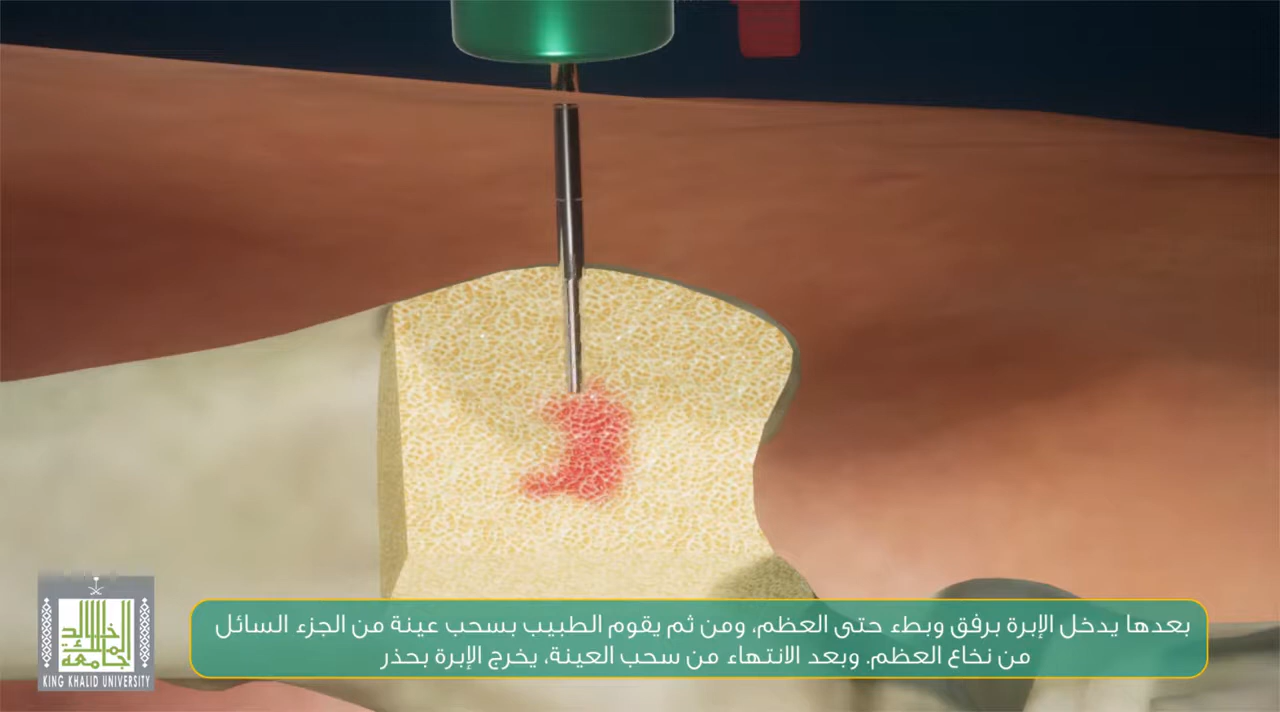 بعدها يدخل الإبرة برفق وبطء حتى العظم، ومن ثم يقوم الطبيب بسحب عينة من الجزء السائل
من نخاع العظم. وبعد الانتهاء من سحب العينة، يخرج الإبرة بحذر
جامعة الملك خالد
KING KHALID UNIVERSITY